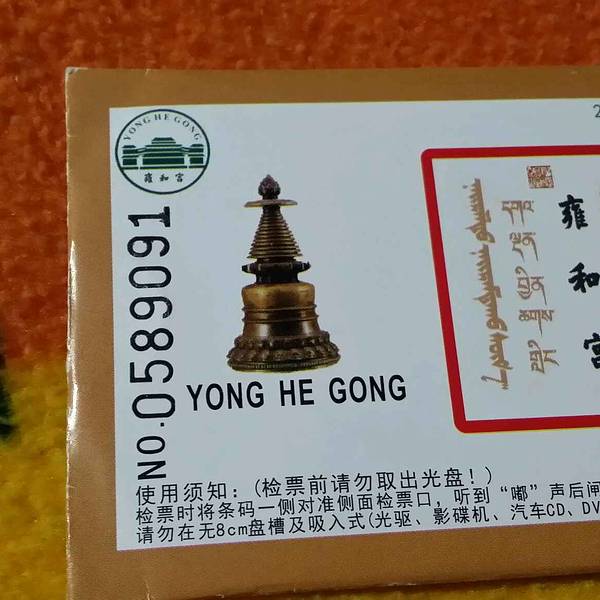 YONG HE GONG
雍和宫
NO.0589091
YONG HE GONG
雍和宫
使用须知：(检票前请勿取出光盘！)
检票时将条码一侧对准侧面检票口，听到“嘟”声后闸
请勿在无8cm盘槽及吸入式(光驱、影碟机、汽车CD、DV